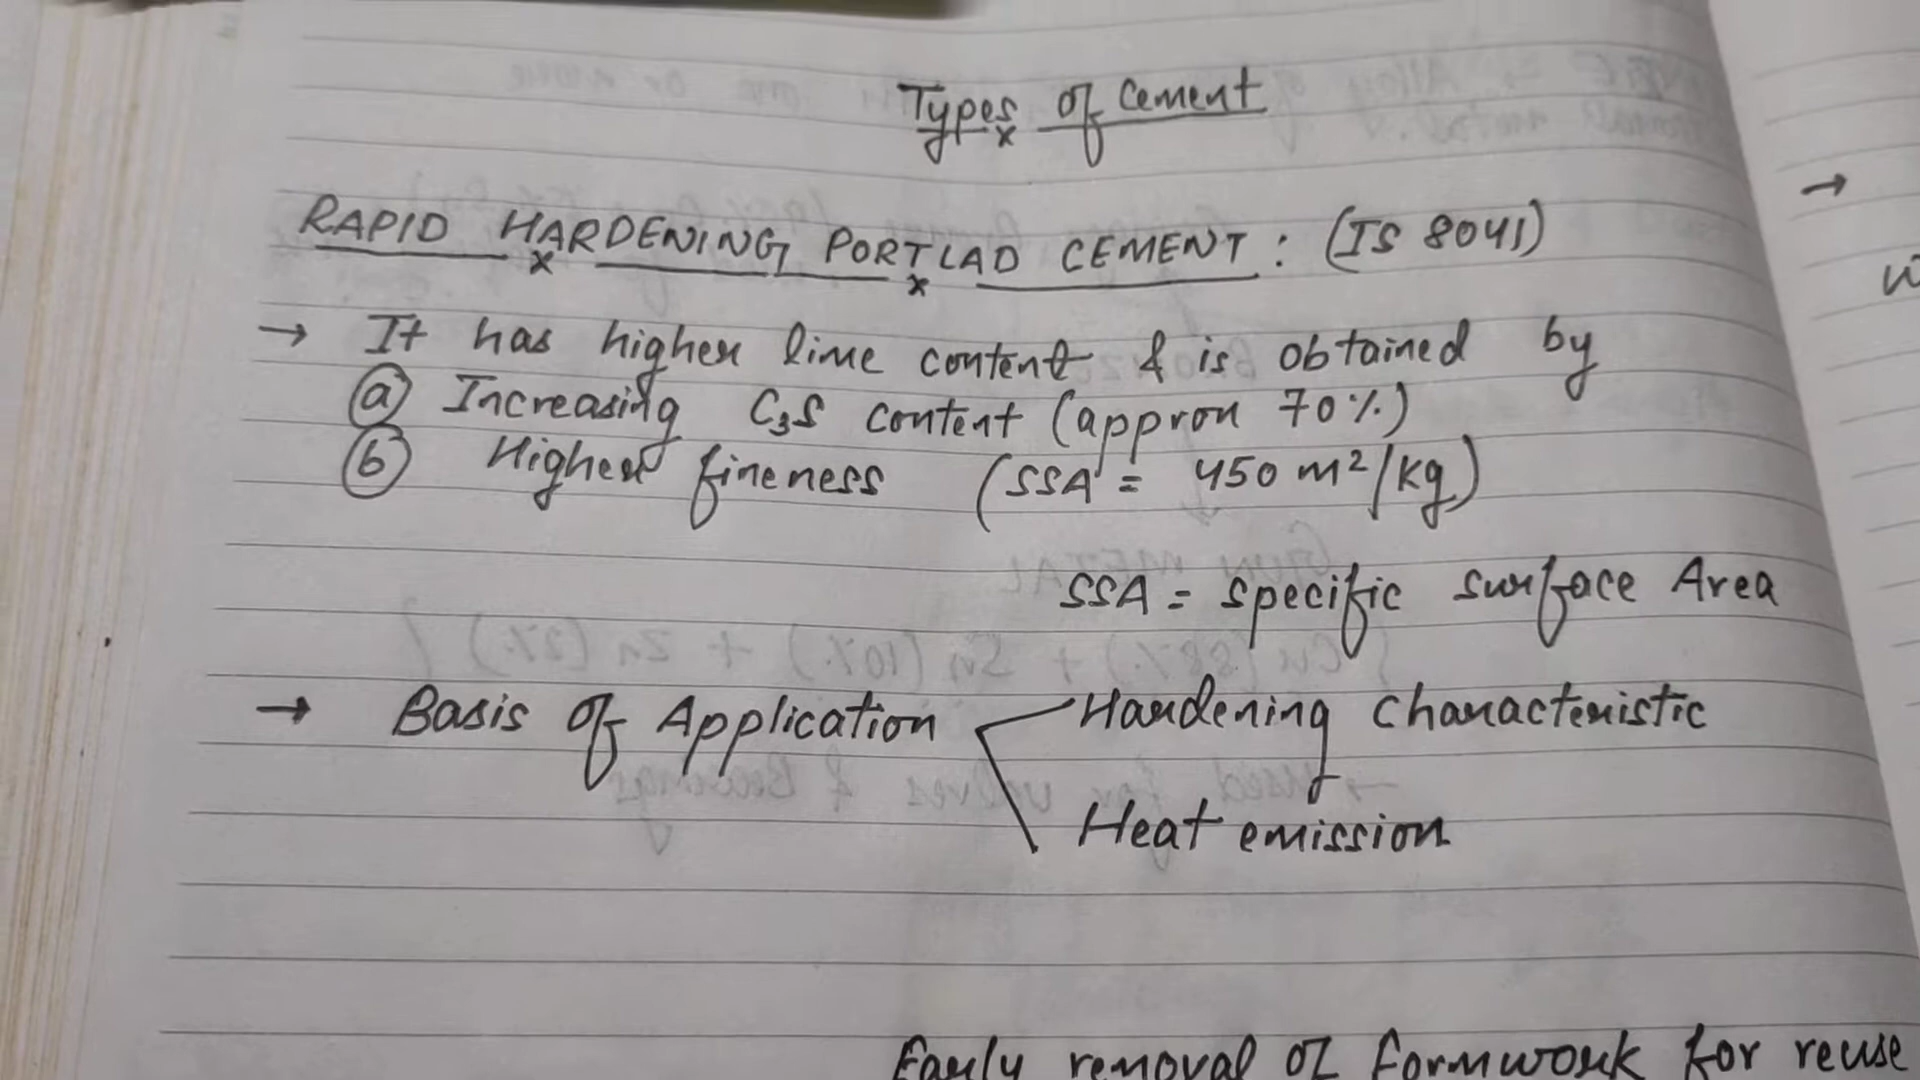 Types of Cement
RAPID HARDENING PORTLAD CEMENT : (IS 8041)
→ It has higher lime content & is obtained by
(a) Increasing C₃S content (appron 70%)
(b) Higher fineness (SSA = 450 m²/kg)
SSA = Specific Surface Area
→ Basis of Application Hardening Characteristic
Heat emission
Early removal of formwork for reuse